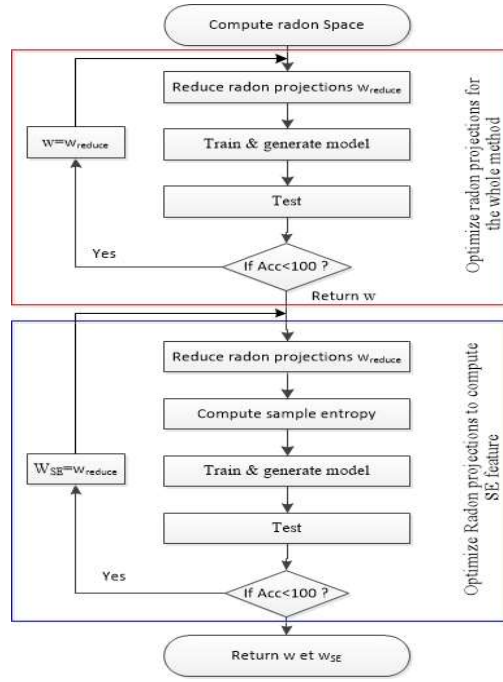 Compute radon Space
Reduce radon projections wreduce
w=wreduce
Train & generate model
Test
Yes
If Acc<100 ?
Return w
Optimize radon projections for
the whole method
Reduce radon projections wreduce
Compute sample entropy
WSE=wreduce
Train & generate model
Test
Yes
If Acc<100 ?
Optimize Radon projections to compute
SE feature
Return w et wSE